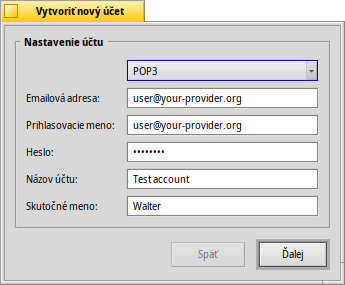 Vytvoriť nový účet
Nastavenie účtu
POP3
Emailová adresa: user@your-provider.org
Prihlasovacie meno: user@your-provider.org
Heslo: ••••••••
Názov účtu: Test account
Skutočné meno: Walter
Späť Ďalej